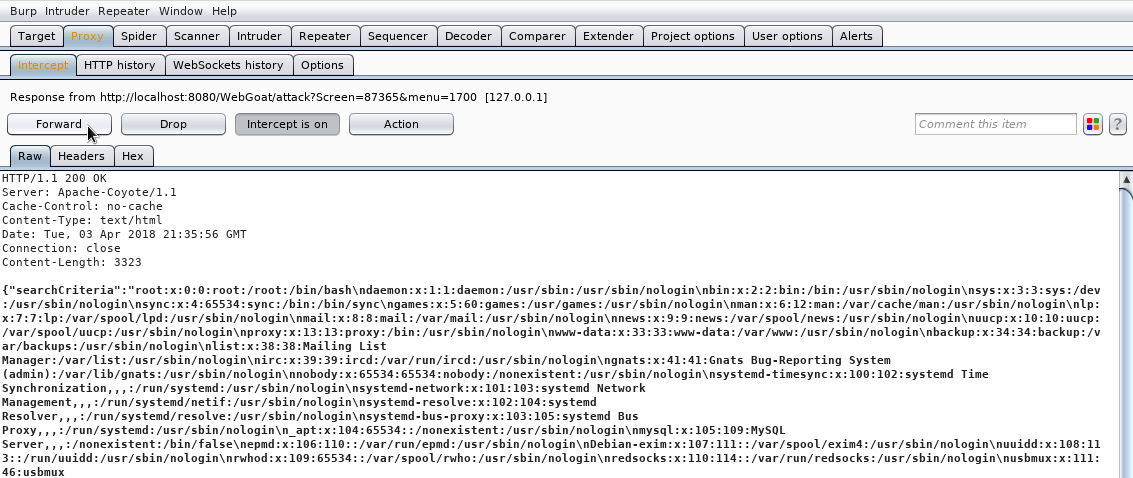 Burp Intruder Repeater Window Help
Target Proxy Spider Scanner Intruder Repeater Sequencer Decoder Comparer Extender Project options User options Alerts
Intercept HTTP history WebSockets history Options
Response from http://localhost:8080/WebGoat/attack?Screen=87365&menu=1700 [127.0.0.1]
Forward Drop Intercept is on Action Comment this item ?
Raw Headers Hex
HTTP/1.1 200 OK
Server: Apache-Coyote/1.1
Cache-Control: no-cache
Content-Type: text/html
Date: Tue, 03 Apr 2018 21:35:56 GMT
Connection: close
Content-Length: 3323
{"searchCriteria":"root:x:0:0:root:/root:/bin/bash\ndaemon:x:1:1:daemon:/usr/sbin:/usr/sbin/nologin\nbin:x:2:2:bin:/bin:/usr/sbin/nologin\nsys:x:3:3:sys:/dev
:/usr/sbin/nologin\nsync:x:4:65534:sync:/bin:/bin/sync\ngames:x:5:60:games:/usr/games:/usr/sbin/nologin\nman:x:6:12:man:/var/cache/man:/usr/sbin/nologin\nlp:
x:7:7:lp:/var/spool/lpd:/usr/sbin/nologin\nmail:x:8:8:mail:/var/mail:/usr/sbin/nologin\nnews:x:9:9:news:/var/spool/news:/usr/sbin/nologin\nuucp:x:10:10:uucp:
/var/spool/uucp:/usr/sbin/nologin\nproxy:x:13:13:proxy:/bin:/usr/sbin/nologin\nwww-data:x:33:33:www-data:/var/www:/usr/sbin/nologin\nbackup:x:34:34:backup:/v
ar/backups:/usr/sbin/nologin\nlist:x:38:38:Mailing List
Manager:/var/list:/usr/sbin/nologin\nirc:x:39:39:ircd:/var/run/ircd:/usr/sbin/nologin\ngnats:x:41:41:Gnats Bug-Reporting System
(admin):/var/lib/gnats:/usr/sbin/nologin\nnobody:x:65534:65534:nobody:/nonexistent:/usr/sbin/nologin\nsystemd-timesync:x:100:102:systemd Time
Synchronization,,,:/run/systemd:/usr/sbin/nologin\nsystemd-network:x:101:103:systemd Network
Management,,,:/run/systemd/netif:/usr/sbin/nologin\nsystemd-resolve:x:102:104:systemd
Resolver,,,:/run/systemd/resolve:/usr/sbin/nologin\nsystemd-bus-proxy:x:103:105:systemd Bus
Proxy,,,:/run/systemd:/usr/sbin/nologin\n_apt:x:104:65534::/nonexistent:/usr/sbin/nologin\nmysql:x:105:109:MySQL
Server,,,:/nonexistent:/bin/false\nepmd:x:106:110::/var/run/epmd:/usr/sbin/nologin\nDebian-exim:x:107:111::/var/spool/exim4:/usr/sbin/nologin\nuuidd:x:108:11
3::/run/uuidd:/usr/sbin/nologin\nrwhod:x:109:65534::/var/spool/rwho:/usr/sbin/nologin\nredsocks:x:110:114::/var/run/redsocks:/usr/sbin/nologin\nusbmux:x:111:
46:usbmux